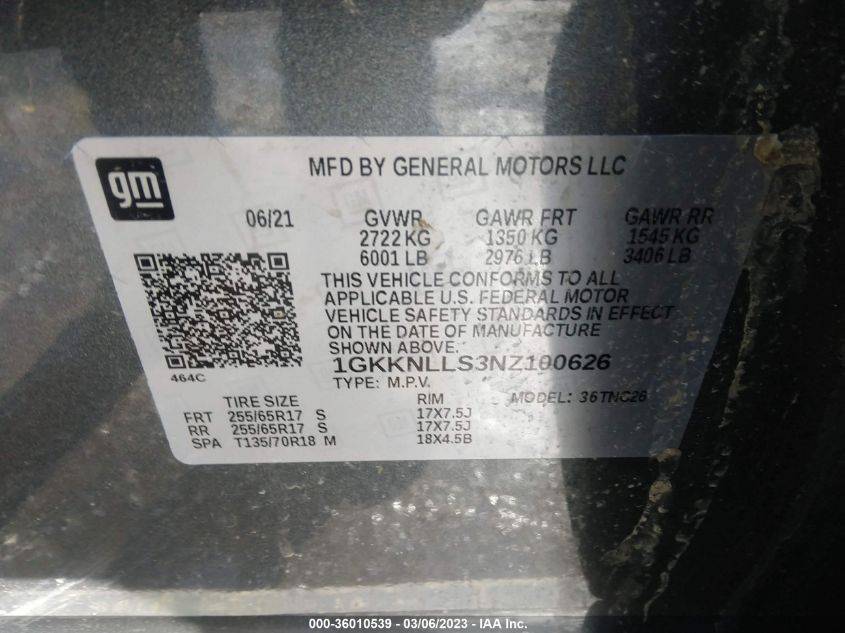 gm
MFD BY GENERAL MOTORS LLC
06/21 GVWR GAWR FRT GAWR RR
2722 KG 1350 KG 1545 KG
6001 LB 2976 LB 3406 LB
THIS VEHICLE CONFORMS TO ALL
APPLICABLE U.S. FEDERAL MOTOR
VEHICLE SAFETY STANDARDS IN EFFECT
ON THE DATE OF MANUFACTURE
SHOWN ABOVE.
464C
1GKKNLLS3NZ100626
TYPE: M.P.V. MODEL: 36TNC26
TIRE SIZE RIM
FRT 255/65R17 S 17X7.5J
RR 255/65R17 S 17X7.5J
SPA T135/70R18 M 18X4.5B
000-36010539 - 03/06/2023 - IAA Inc.